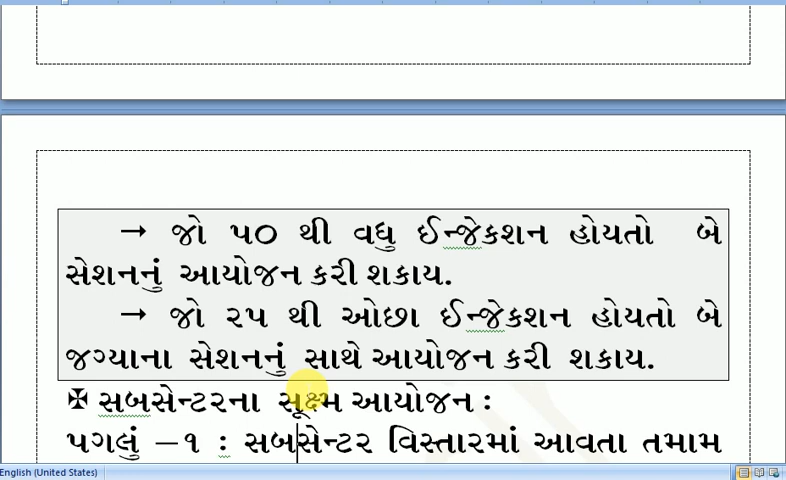 → જો ૫૦ થી વધુ ઈન્જેકશન હોયતો બે
સેશનનું આયોજન કરી શકાય.
→ જો ૨૫ થી ઓછા ઈન્જેકશન હોયતો બે
જગ્યાના સેશનનું સાથે આયોજન કરી શકાય.
✠ સબસેન્ટરના સૂક્ષ્મ આયોજન :
પગલું –૧ : સબસેન્ટર વિસ્તારમાં આવતા તમામ
English (United States)